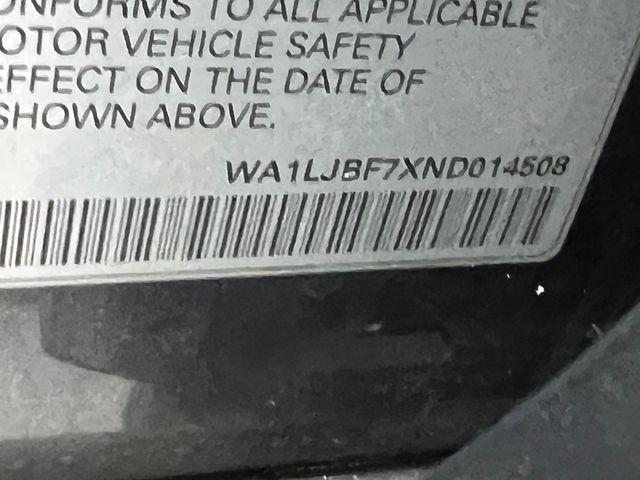 ONFORMS TO ALL APPLICABLE
OTOR VEHICLE SAFETY
EFFECT ON THE DATE OF
SHOWN ABOVE.
WA1LJBF7XND014508